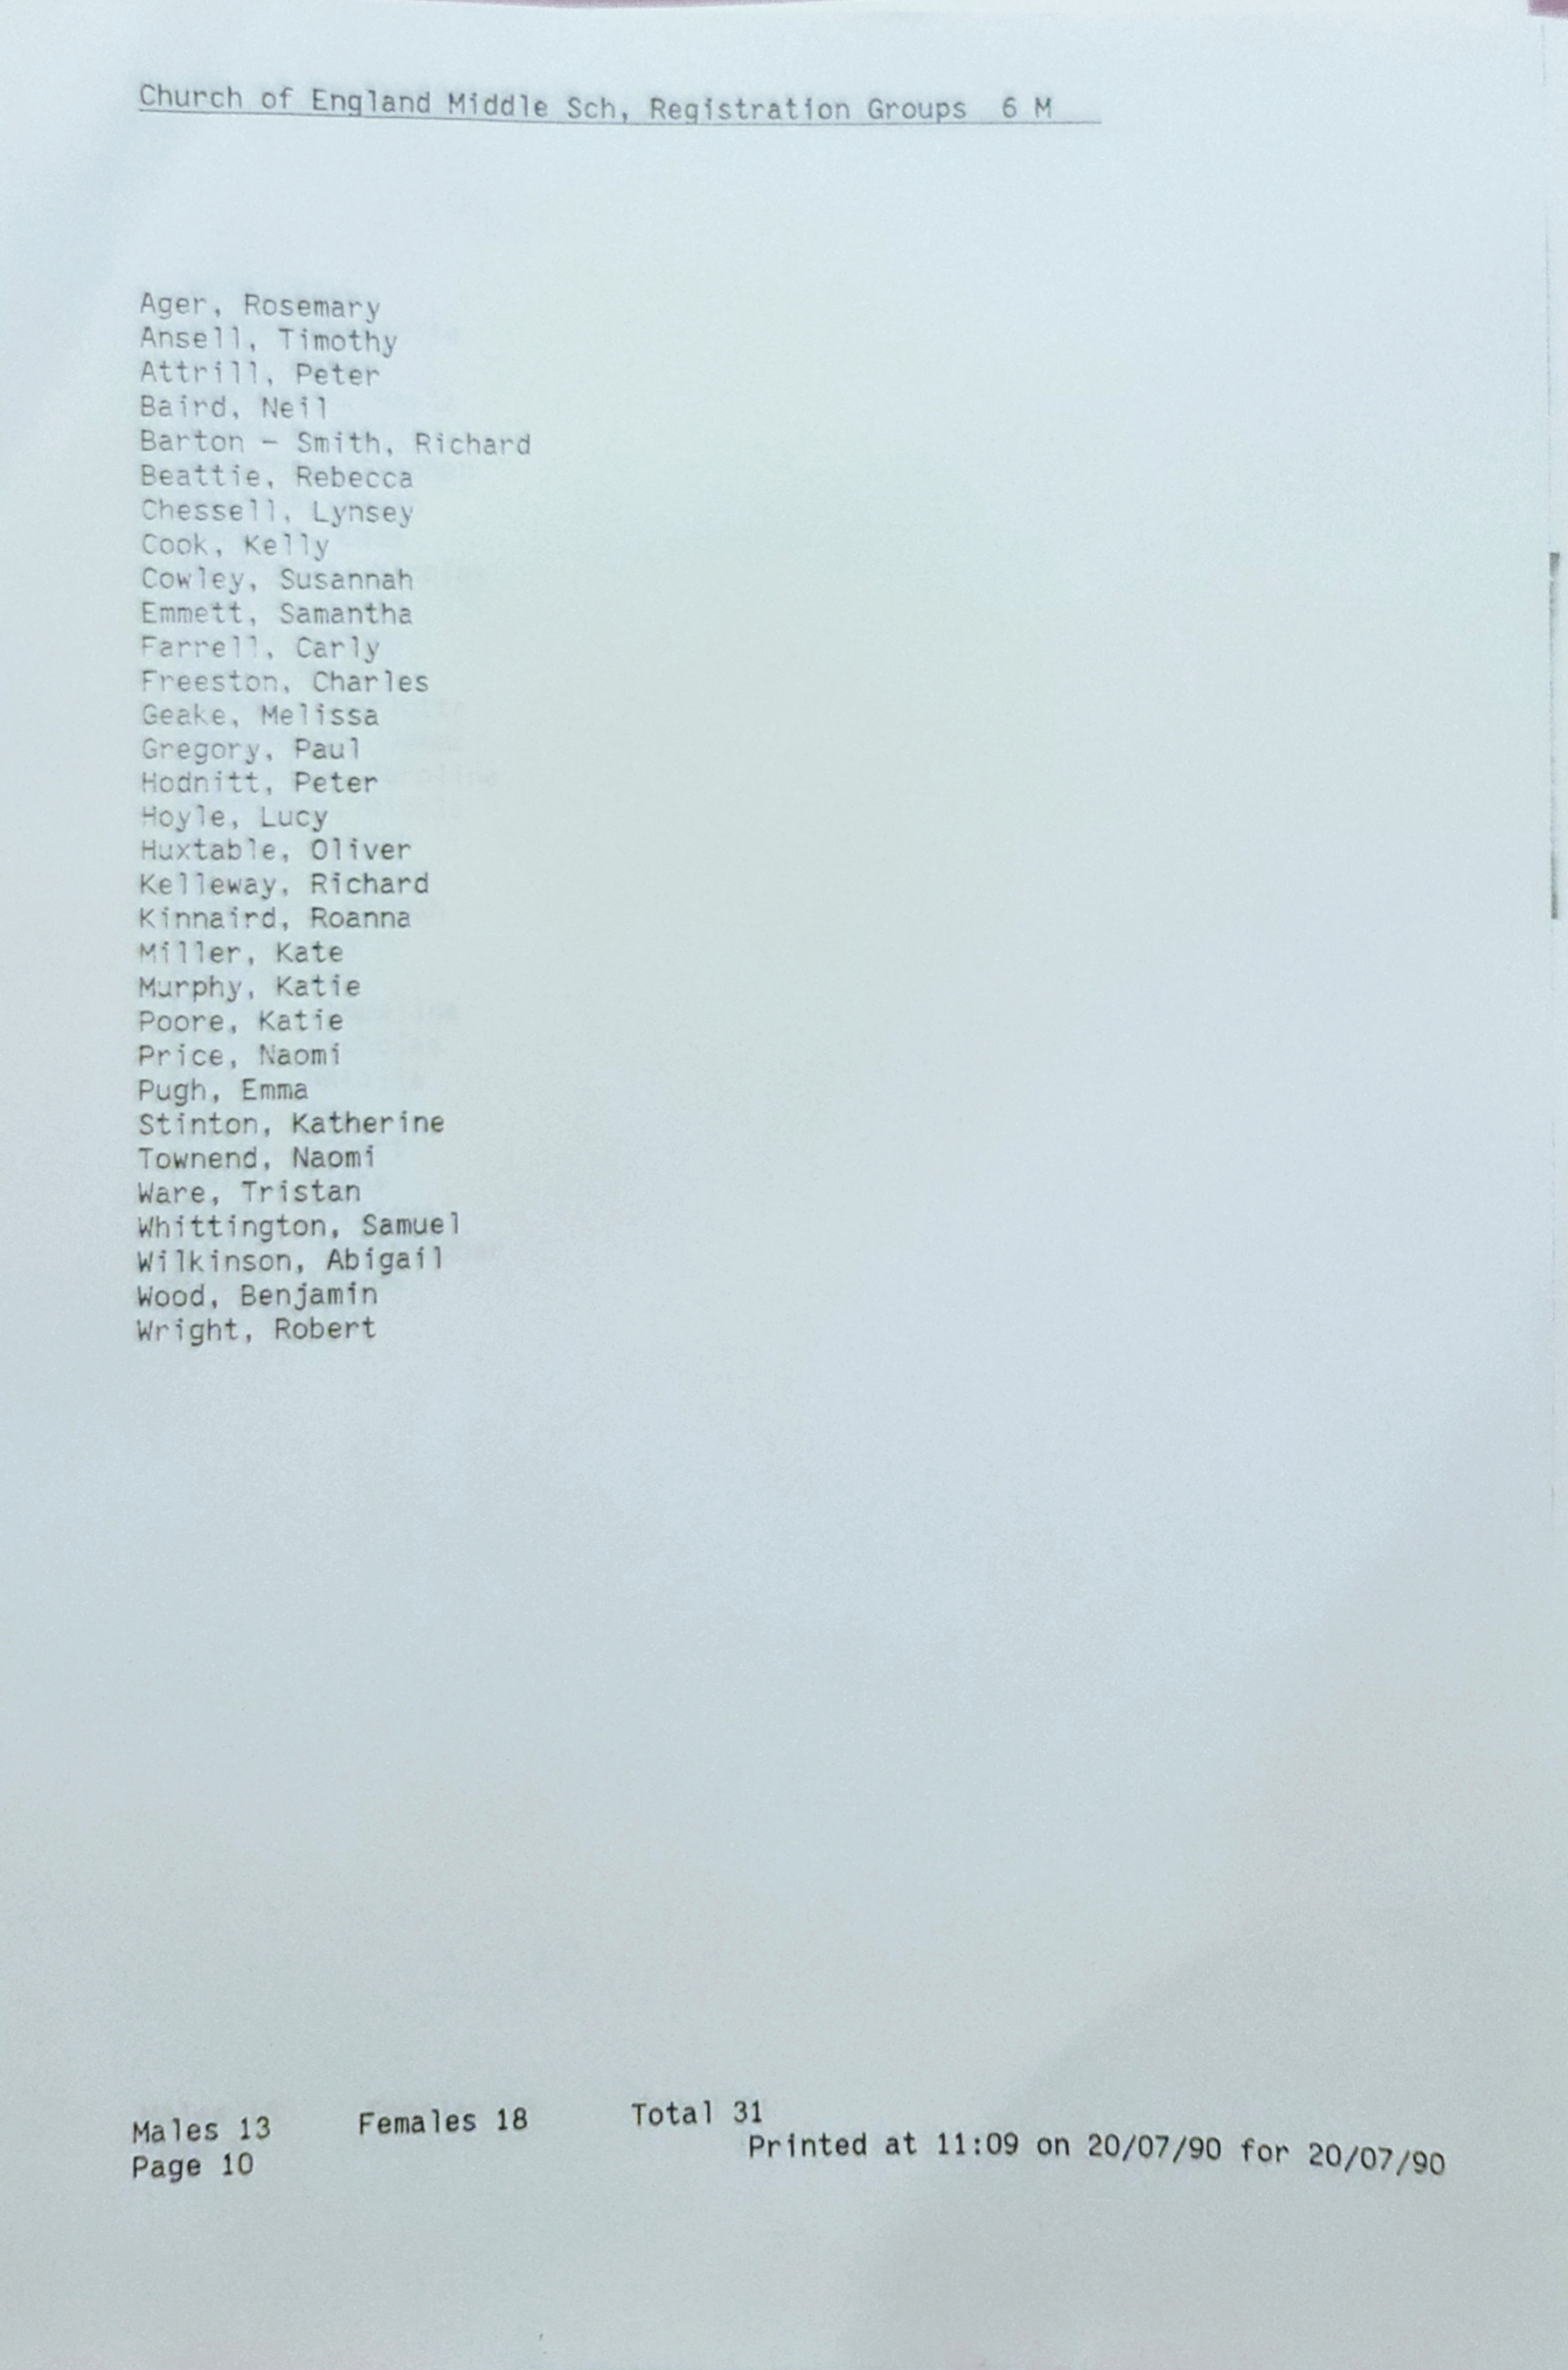 Church of England Middle Sch, Registration Groups  6 M
Ager, Rosemary
Ansell, Timothy
Attrill, Peter
Baird, Neil
Barton - Smith, Richard
Beattie, Rebecca
Chessell, Lynsey
Cook, Kelly
Cowley, Susannah
Emmett, Samantha
Farrell, Carly
Freeston, Charles
Geake, Melissa
Gregory, Paul
Hodnitt, Peter
Hoyle, Lucy
Huxtable, Oliver
Kelleway, Richard
Kinnaird, Roanna
Miller, Kate
Murphy, Katie
Poore, Katie
Price, Naomi
Pugh, Emma
Stinton, Katherine
Townend, Naomi
Ware, Tristan
Whittington, Samuel
Wilkinson, Abigail
Wood, Benjamin
Wright, Robert
Males 13 Females 18 Total 31
Page 10 Printed at 11:09 on 20/07/90 for 20/07/90